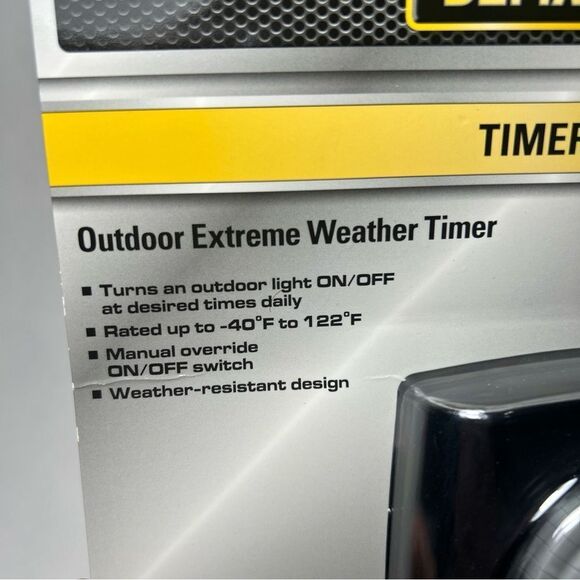 TIMER
Outdoor Extreme Weather Timer
▪ Turns an outdoor light ON/OFF
at desired times daily
▪ Rated up to -40°F to 122°F
▪ Manual override
ON/OFF switch
▪ Weather-resistant design